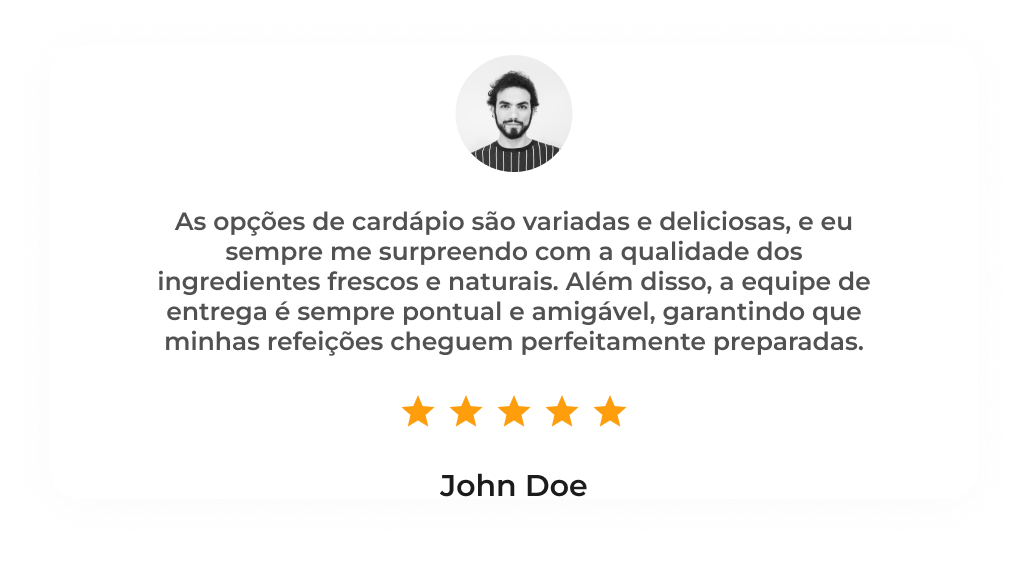 As opções de cardápio são variadas e deliciosas, e eu
sempre me surpreendo com a qualidade dos
ingredientes frescos e naturais. Além disso, a equipe de
entrega é sempre pontual e amigável, garantindo que
minhas refeições cheguem perfeitamente preparadas.
John Doe